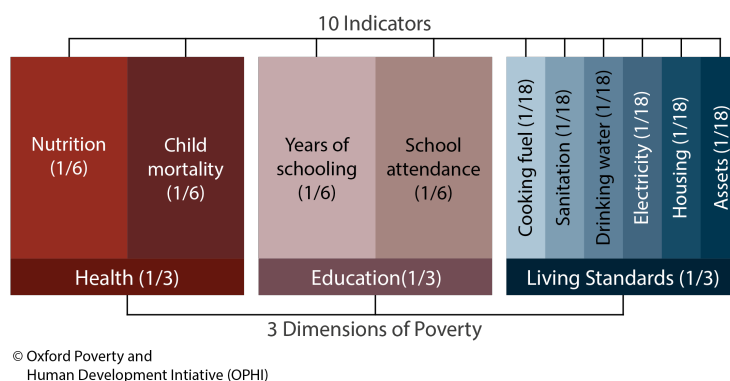 10 Indicators
Nutrition
(1/6)
Child
mortality
(1/6)
Years of
schooling
(1/6)
School
attendance
(1/6)
Cooking fuel (1/18)
Sanitation (1/18)
Drinking water (1/18)
Electricity (1/18)
Housing (1/18)
Assets (1/18)
Health (1/3)
Education(1/3)
Living Standards (1/3)
3 Dimensions of Poverty
© Oxford Poverty and
Human Development Intiative (OPHI)